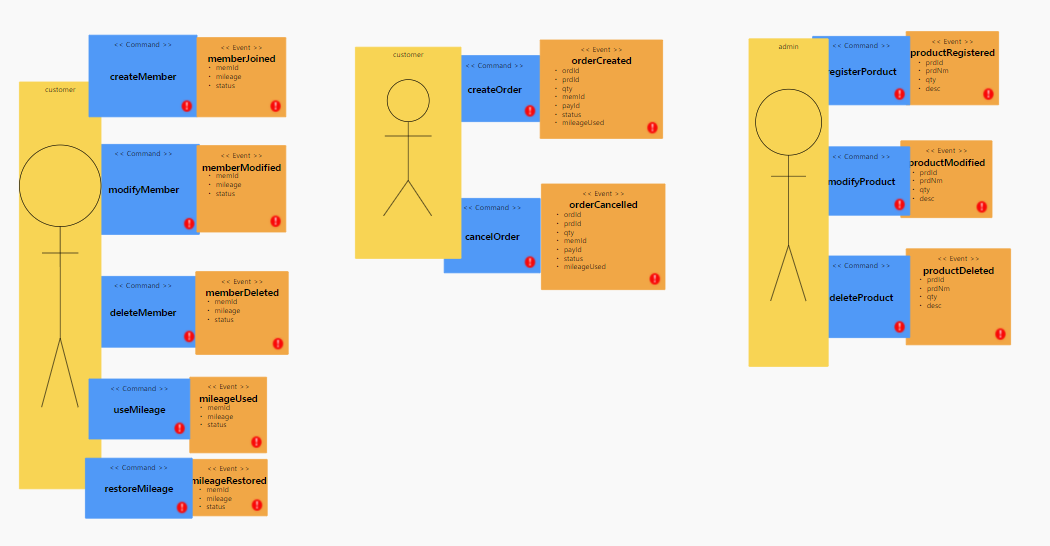 customer
<< Command >>
createMember
<< Event >>
memberJoined
• memId
• mileage
• status
<< Command >>
modifyMember
<< Event >>
memberModified
• memId
• mileage
• status
<< Command >>
deleteMember
<< Event >>
memberDeleted
• memId
• mileage
• status
<< Command >>
useMileage
<< Event >>
mileageUsed
• memId
• mileage
• status
<< Command >>
restoreMileage
<< Event >>
mileageRestored
• memId
• mileage
• status
customer
<< Command >>
createOrder
<< Event >>
orderCreated
• ordId
• prdId
• qty
• memId
• payId
• status
• mileageUsed
<< Command >>
cancelOrder
<< Event >>
orderCancelled
• ordId
• prdId
• qty
• memId
• payId
• status
• mileageUsed
admin
<< Command >>
registerPorduct
<< Event >>
productRegistered
• prdId
• prdNm
• qty
• desc
<< Command >>
modifyProduct
<< Event >>
productModified
• prdId
• prdNm
• qty
• desc
<< Command >>
deleteProduct
<< Event >>
productDeleted
• prdId
• prdNm
• qty
• desc